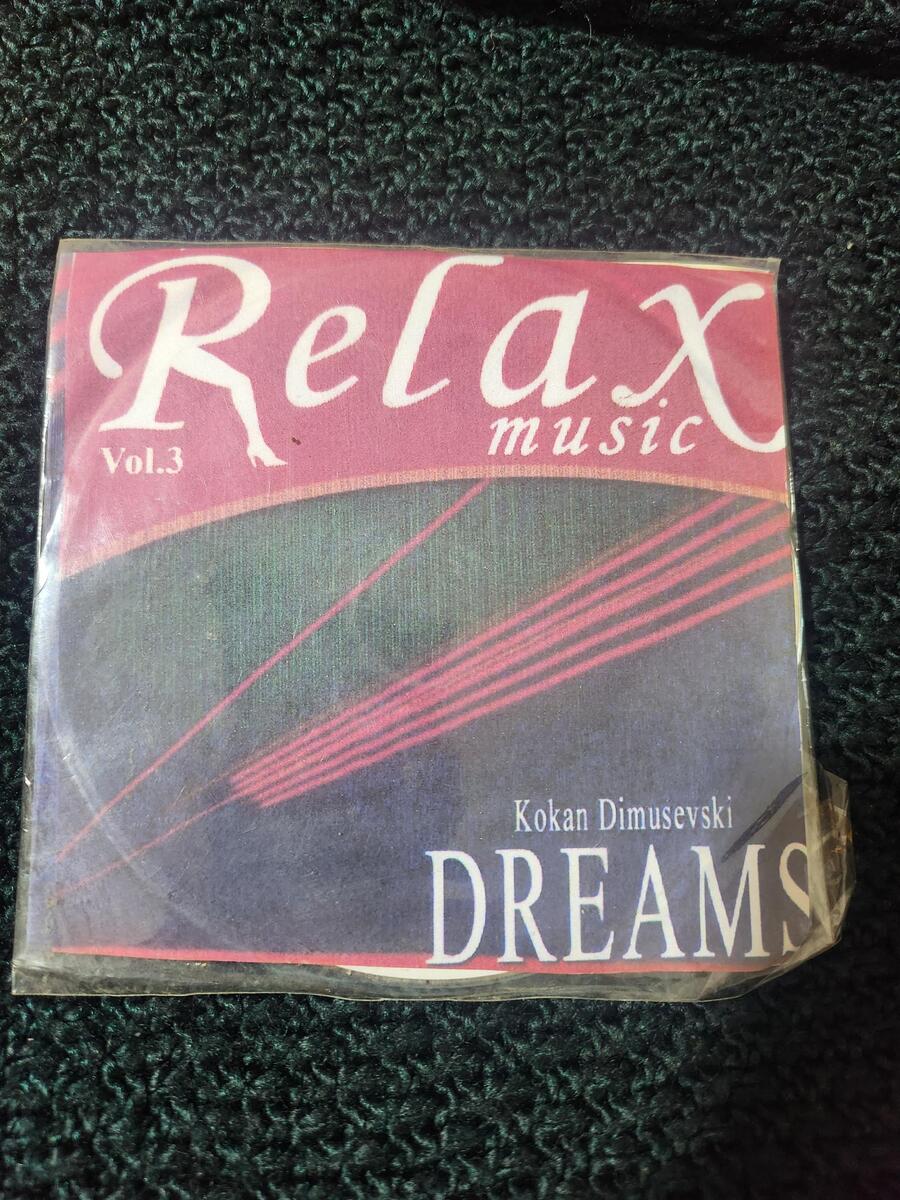 Relax
music
Vol.3
Kokan Dimusevski
DREAMS